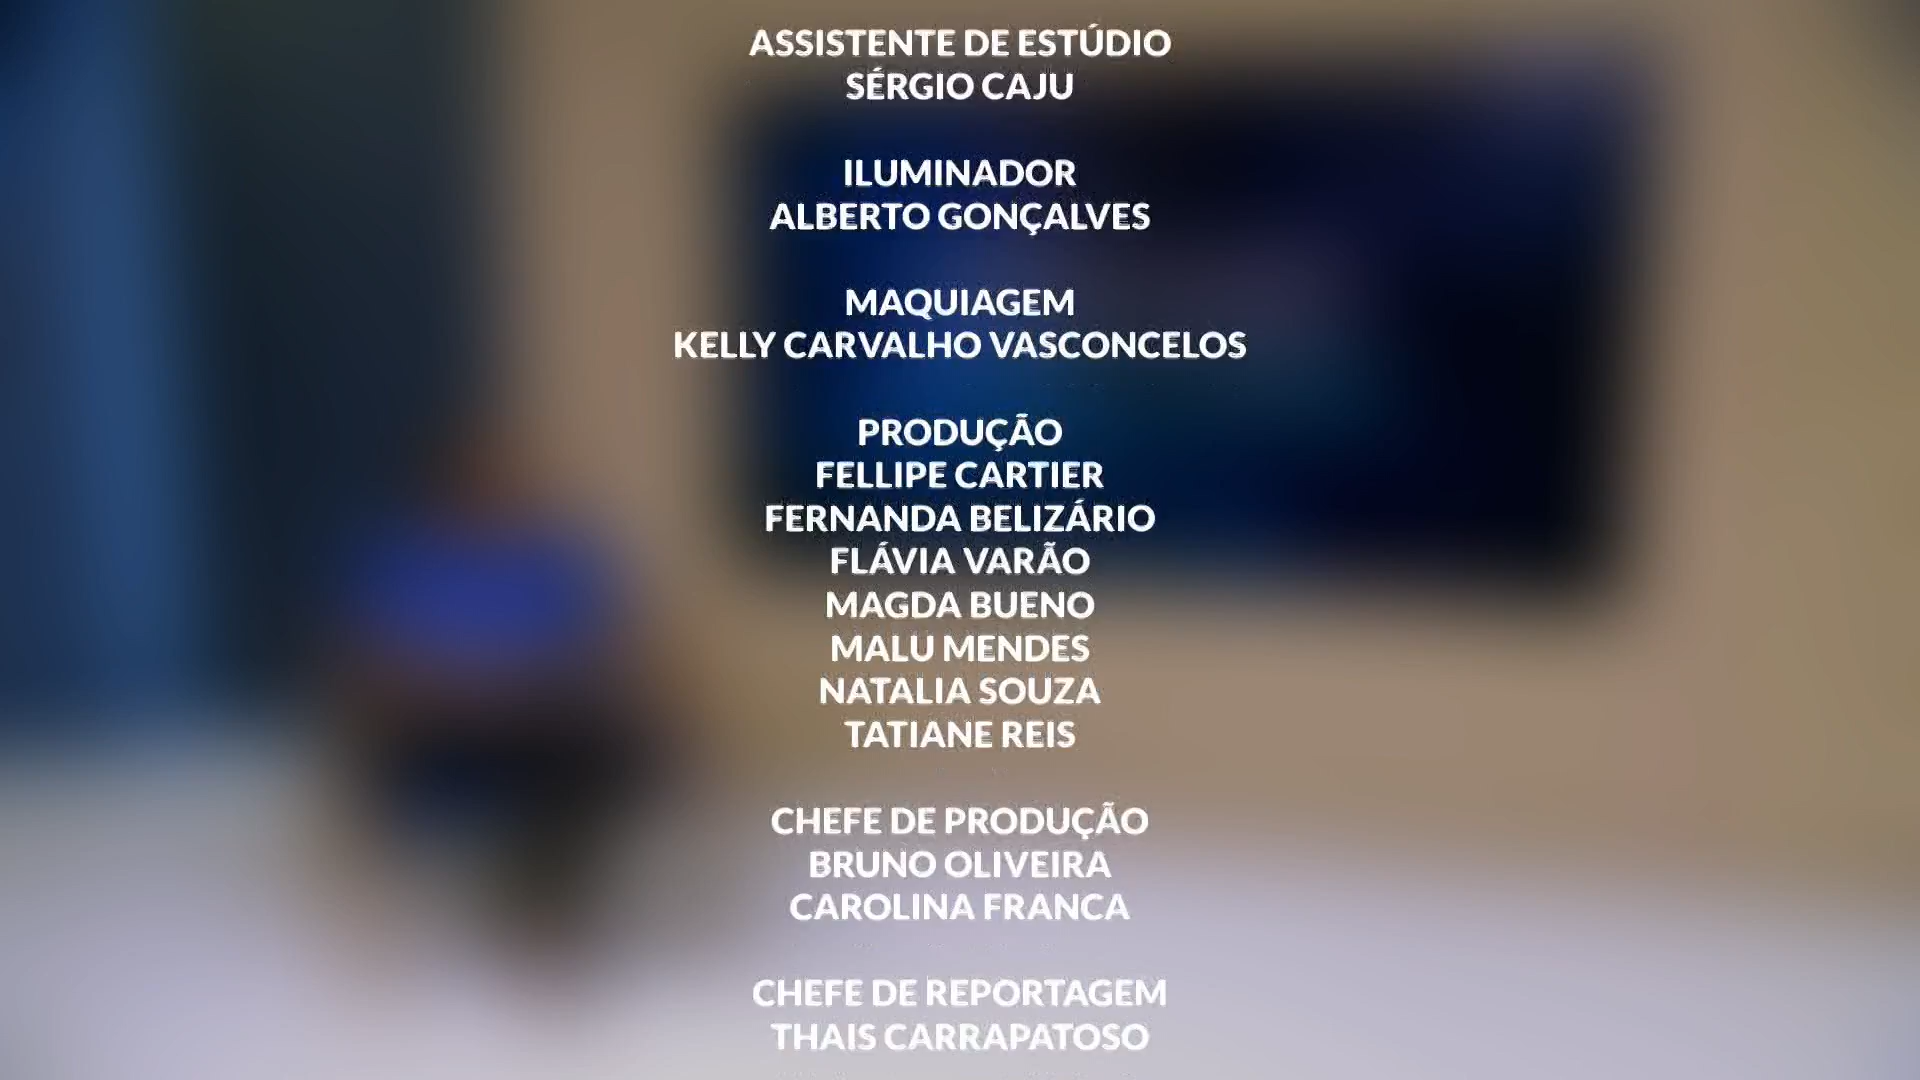 ASSISTENTE DE ESTÚDIO
SÉRGIO CAJU
ILUMINADOR
ALBERTO GONÇALVES
MAQUIAGEM
KELLY CARVALHO VASCONCELOS
PRODUÇÃO
FELLIPE CARTIER
FERNANDA BELIZÁRIO
FLÁVIA VARÃO
MAGDA BUENO
MALU MENDES
NATALIA SOUZA
TATIANE REIS
CHEFE DE PRODUÇÃO
BRUNO OLIVEIRA
CAROLINA FRANCA
CHEFE DE REPORTAGEM
THAIS CARRAPATOSO